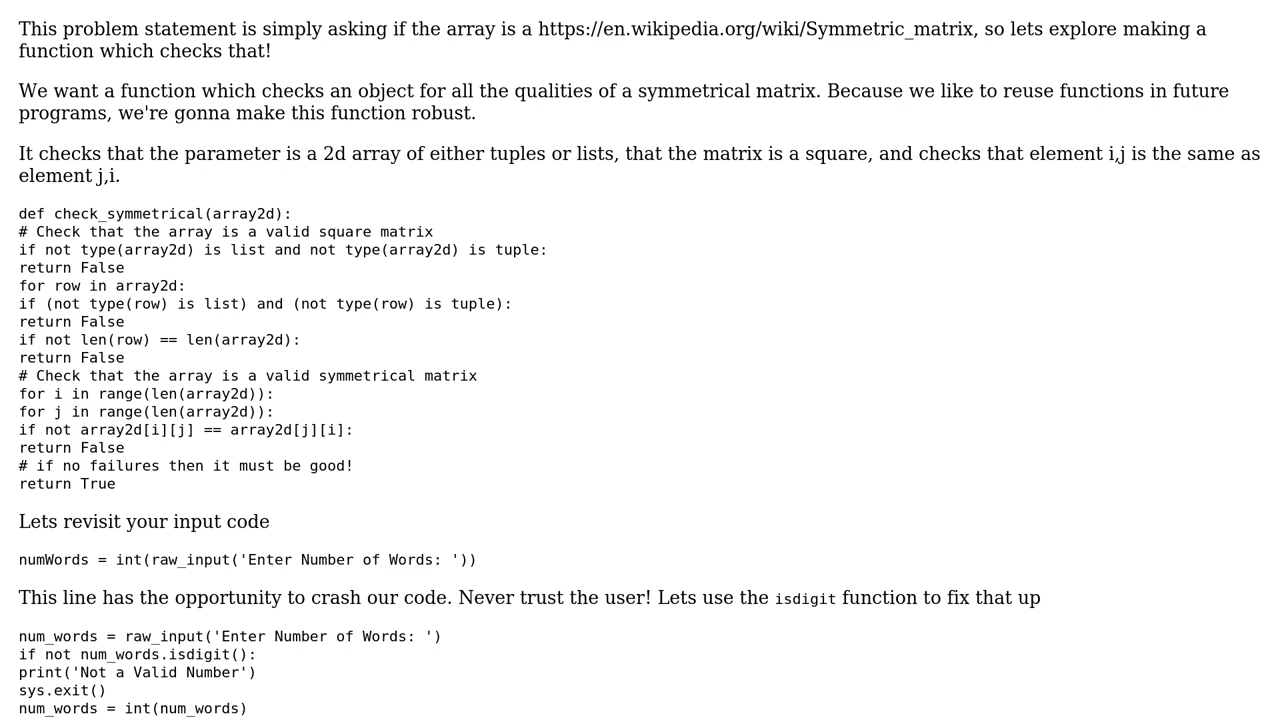 This problem statement is simply asking if the array is a https://en.wikipedia.org/wiki/Symmetric_matrix, so lets explore making a
function which checks that!
We want a function which checks an object for all the qualities of a symmetrical matrix. Because we like to reuse functions in future
programs, we're gonna make this function robust.
It checks that the parameter is a 2d array of either tuples or lists, that the matrix is a square, and checks that element i,j is the same as
element j,i.
def check_symmetrical(array2d):
# Check that the array is a valid square matrix
if not type(array2d) is list and not type(array2d) is tuple:
return False
for row in array2d:
if (not type(row) is list) and (not type(row) is tuple):
return False
if not len(row) == len(array2d):
return False
# Check that the array is a valid symmetrical matrix
for i in range(len(array2d)):
for j in range(len(array2d)):
if not array2d[i][j] == array2d[j][i]:
return False
# if no failures then it must be good!
return True
Lets revisit your input code
numWords = int(raw_input('Enter Number of Words: '))
This line has the opportunity to crash our code. Never trust the user! Lets use the isdigit function to fix that up
num_words = raw_input('Enter Number of Words: ')
if not num_words.isdigit():
print('Not a Valid Number')
sys.exit()
num_words = int(num_words)